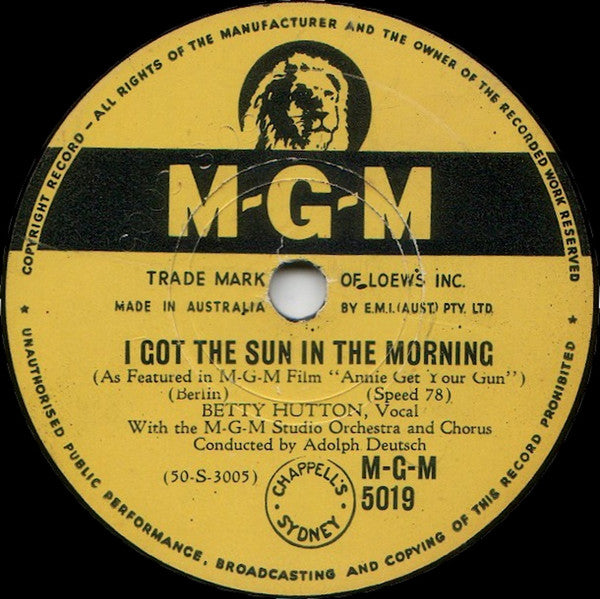 COPYRIGHT RECORD – ALL RIGHTS OF THE MANUFACTURER AND THE OWNER OF THE RECORDED WORK RESERVED
M-G-M
TRADE MARK OF LOEW'S INC.
MADE IN AUSTRALIA BY E.M.I. (AUST) PTY. LTD.
I GOT THE SUN IN THE MORNING
(As Featured in M-G-M Film "Annie Get Your Gun")
(Berlin) (Speed 78)
BETTY HUTTON, Vocal
With the M-G-M Studio Orchestra and Chorus
Conducted by Adolph Deutsch
(50-S-3005)
CHAPPELL'S
SYDNEY
M-G-M
5019
★ UNAUTHORISED PUBLIC PERFORMANCE, BROADCASTING AND COPYING OF THIS RECORD PROHIBITED ★